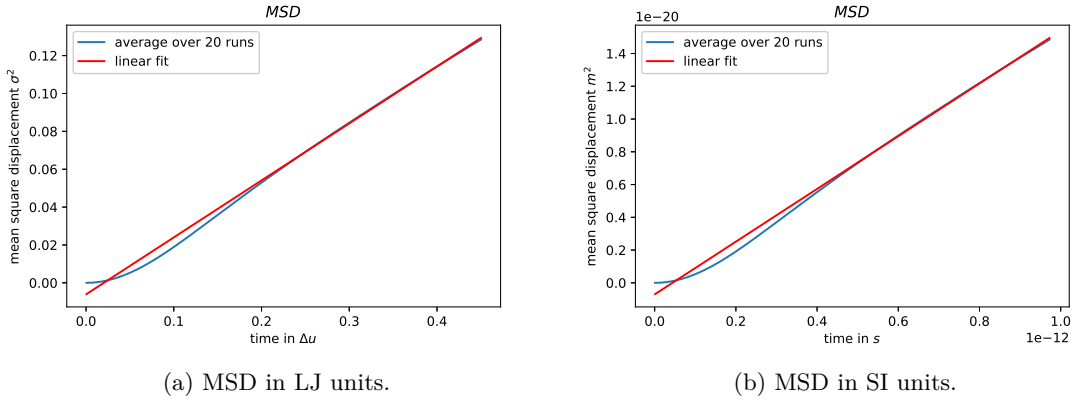 MSD
average over 20 runs
linear fit
mean square displacement σ²
0.12
0.10
0.08
0.06
0.04
0.02
0.00
0.0 0.1 0.2 0.3 0.4
time in Δu
(a) MSD in LJ units.
1e−20
MSD
average over 20 runs
linear fit
mean square displacement m²
1.4
1.2
1.0
0.8
0.6
0.4
0.2
0.0
0.0 0.2 0.4 0.6 0.8 1.0
time in s
1e−12
(b) MSD in SI units.